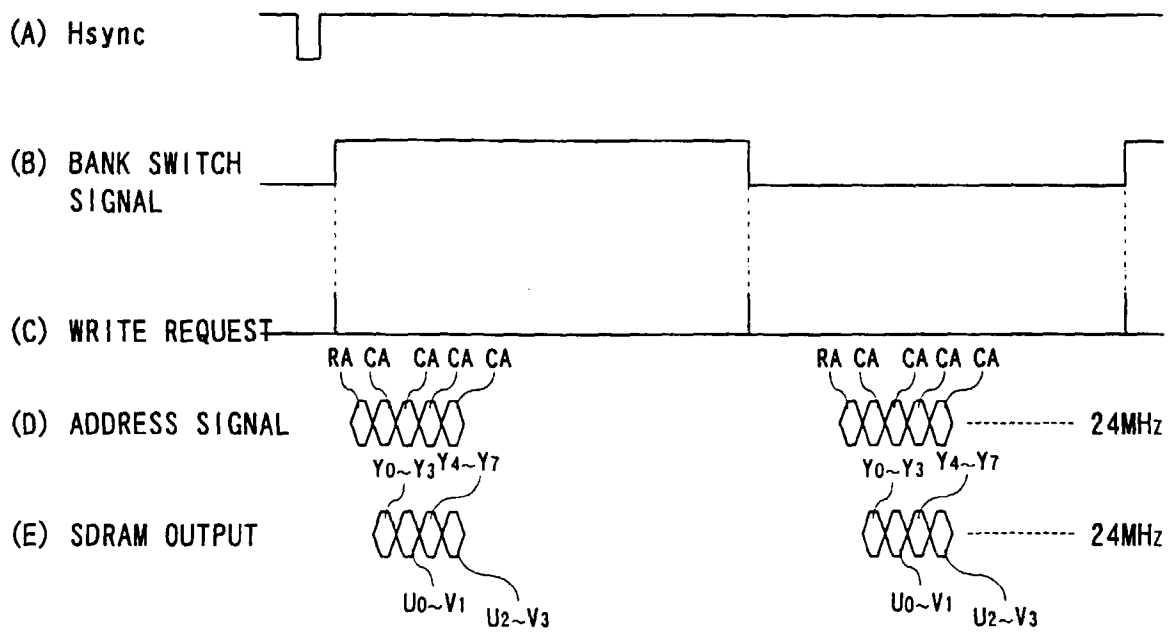 (A) Hsync
(B) BANK SWITCH
SIGNAL
(C) WRITE REQUEST
RA CA CA CA CA
RA CA CA CA CA
(D) ADDRESS SIGNAL
24MHz
Y0~Y3 Y4~Y7
Y0~Y3 Y4~Y7
(E) SDRAM OUTPUT
24MHz
U0~V1
U2~V3
U0~V1
U2~V3